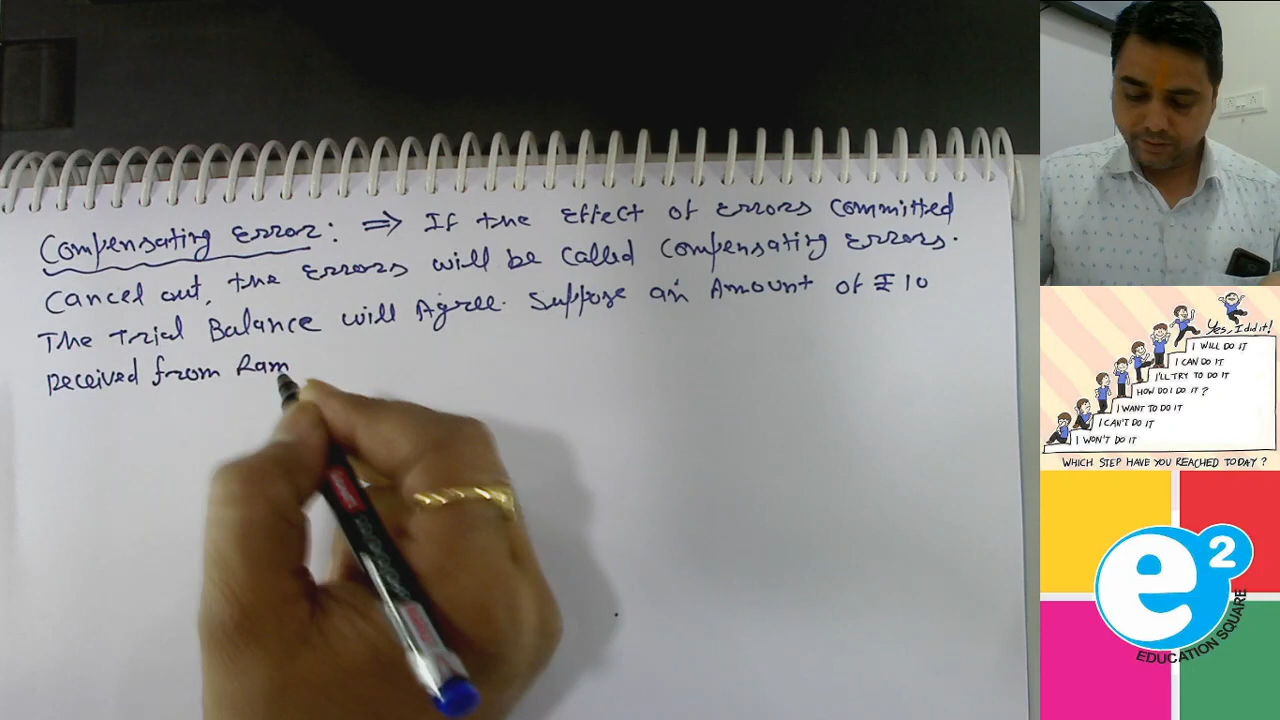 Compensating Error : ⇒ If the Effect of Errors Committed
Cancel out, the Errors will be Called Compensating Errors.
The Trial Balance will Agree. Suppose an Amount of ₹ 10
Received from Ram
Yes, I did it!
I WILL DO IT
I CAN DO IT
I'LL TRY TO DO IT
HOW DO I DO IT ?
I WANT TO DO IT
I CAN'T DO IT
I WON'T DO IT
WHICH STEP HAVE YOU REACHED TODAY ?
e2
EDUCATION SQUARE